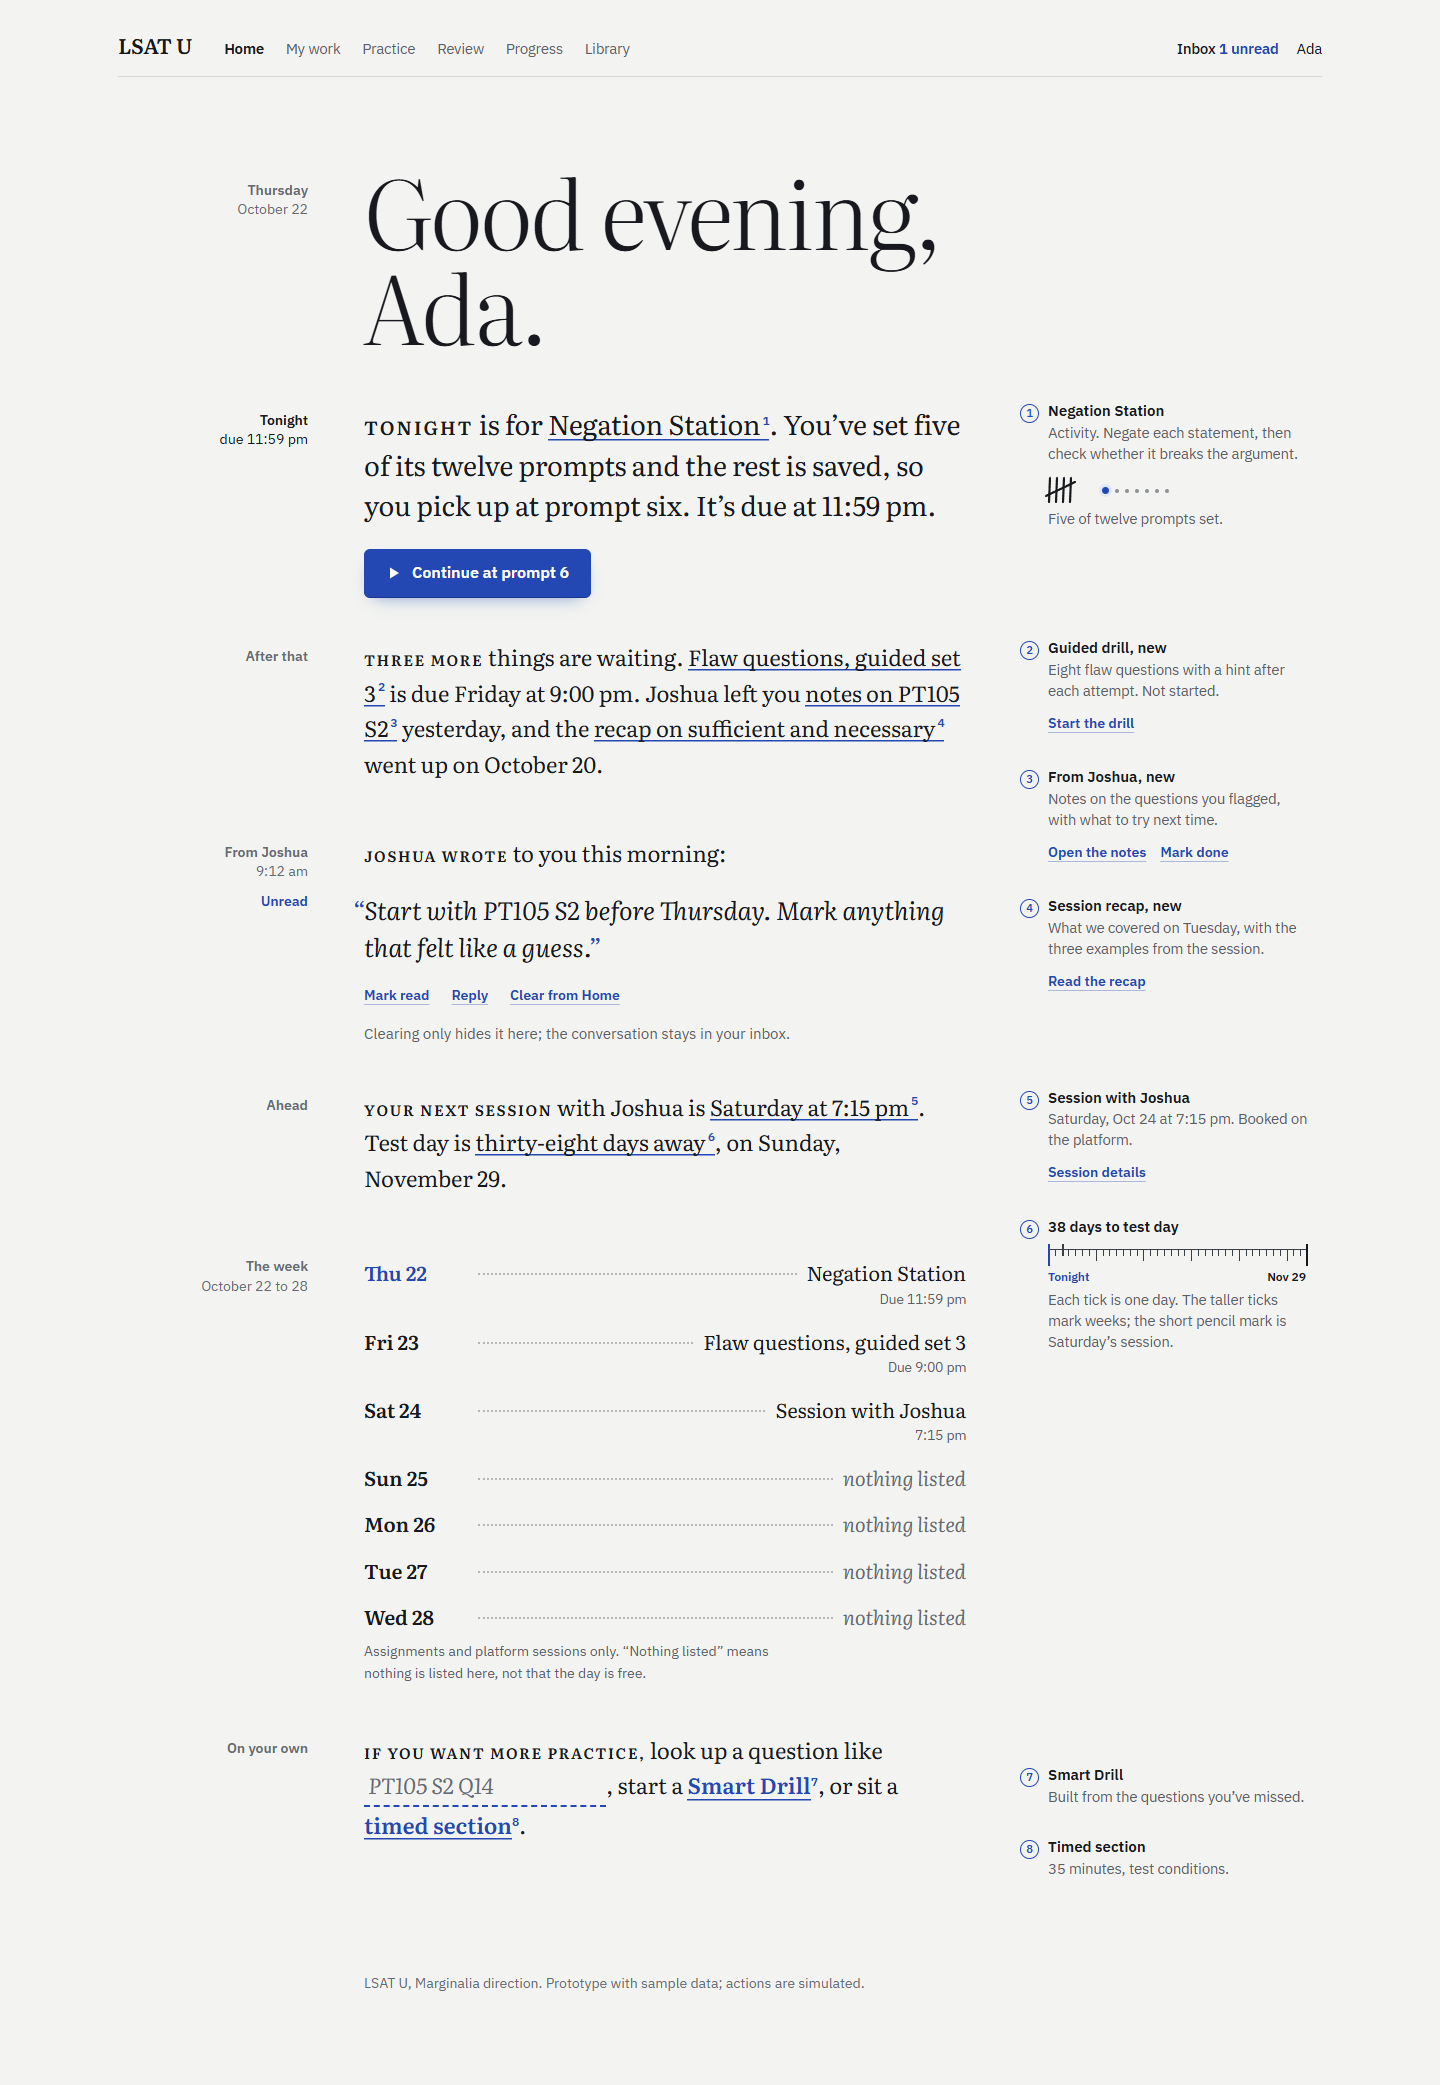 LSAT U Home My work Practice Review Progress Library Inbox 1 unread Ada
Thursday
October 22
Good evening,
Ada.
Tonight
due 11:59 pm
TONIGHT is for Negation Station1. You’ve set five
of its twelve prompts and the rest is saved, so
you pick up at prompt six. It’s due at 11:59 pm.
Continue at prompt 6
1 Negation Station
Activity. Negate each statement, then
check whether it breaks the argument.
Five of twelve prompts set.
After that
THREE MORE things are waiting. Flaw questions, guided set
32 is due Friday at 9:00 pm. Joshua left you notes on PT105
S23 yesterday, and the recap on sufficient and necessary4
went up on October 20.
2 Guided drill, new
Eight flaw questions with a hint after
each attempt. Not started.
Start the drill
3 From Joshua, new
Notes on the questions you flagged,
with what to try next time.
Open the notes Mark done
4 Session recap, new
What we covered on Tuesday, with the
three examples from the session.
Read the recap
From Joshua
9:12 am
Unread
JOSHUA WROTE to you this morning:
“Start with PT105 S2 before Thursday. Mark anything
that felt like a guess.”
Mark read Reply Clear from Home
Clearing only hides it here; the conversation stays in your inbox.
Ahead
YOUR NEXT SESSION with Joshua is Saturday at 7:15 pm5.
Test day is thirty-eight days away6, on Sunday,
November 29.
5 Session with Joshua
Saturday, Oct 24 at 7:15 pm. Booked on
the platform.
Session details
6 38 days to test day
Tonight Nov 29
Each tick is one day. The taller ticks
mark weeks; the short pencil mark is
Saturday’s session.
The week
October 22 to 28
Thu 22 Negation Station
Due 11:59 pm
Fri 23 Flaw questions, guided set 3
Due 9:00 pm
Sat 24 Session with Joshua
7:15 pm
Sun 25 nothing listed
Mon 26 nothing listed
Tue 27 nothing listed
Wed 28 nothing listed
Assignments and platform sessions only. “Nothing listed” means
nothing is listed here, not that the day is free.
On your own
IF YOU WANT MORE PRACTICE, look up a question like
PT105 S2 Q14, start a Smart Drill7, or sit a
timed section8.
7 Smart Drill
Built from the questions you’ve missed.
8 Timed section
35 minutes, test conditions.
LSAT U, Marginalia direction. Prototype with sample data; actions are simulated.